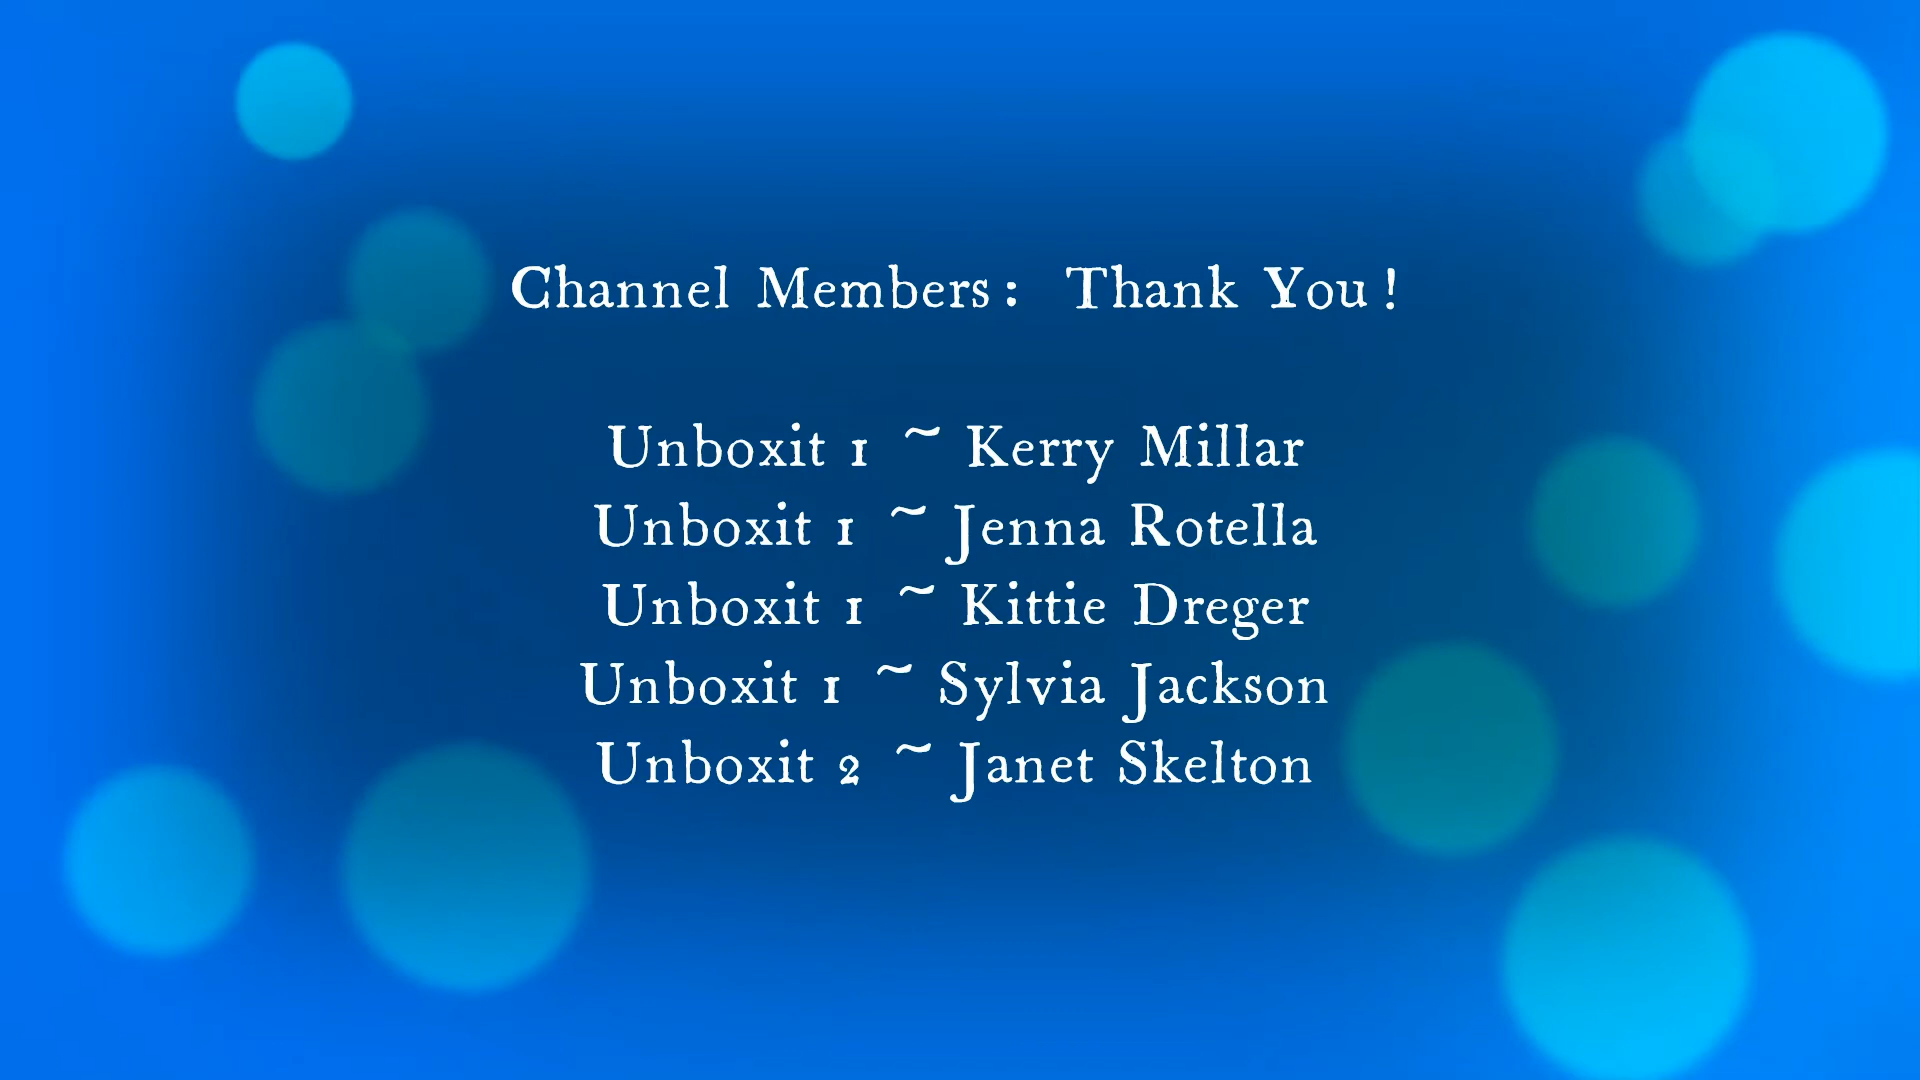 Channel Members: Thank You!
Unboxit 1 ~ Kerry Millar
Unboxit 1 ~ Jenna Rotella
Unboxit 1 ~ Kittie Dreger
Unboxit 1 ~ Sylvia Jackson
Unboxit 2 ~ Janet Skelton